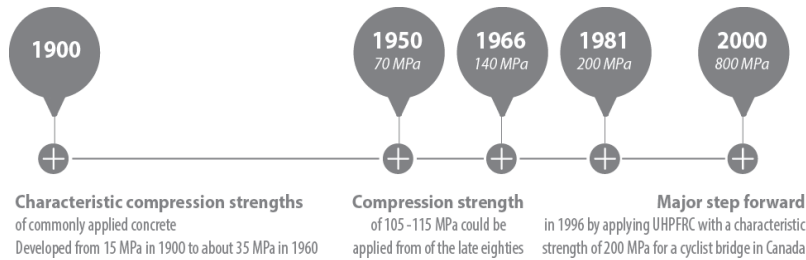 1900
1950
70 MPa
1966
140 MPa
1981
200 MPa
2000
800 MPa
Characteristic compression strengths
of commonly applied concrete
Developed from 15 MPa in 1900 to about 35 MPa in 1960
Compression strength
of 105 -115 MPa could be
applied from of the late eighties
Major step forward
in 1996 by applying UHPFRC with a characteristic
strength of 200 MPa for a cyclist bridge in Canada